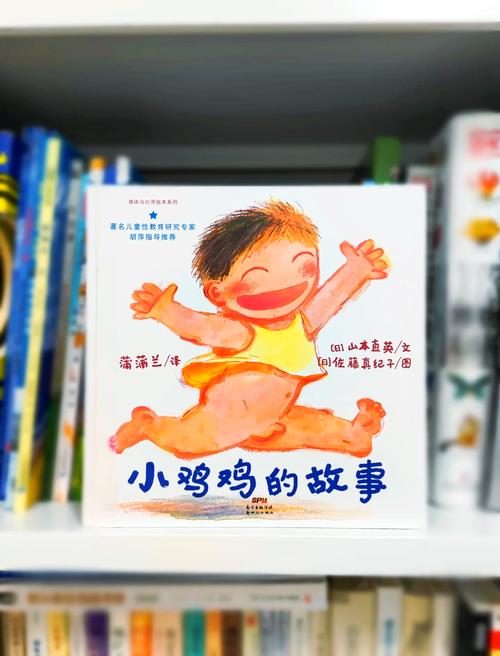 身体与心灵绘本系列
著名儿童性教育研究专家
胡萍指导推荐
蒲蒲兰/译
[日]山本直英/文
[日]佐藤真纪子/图
小鸡鸡的故事
SPM